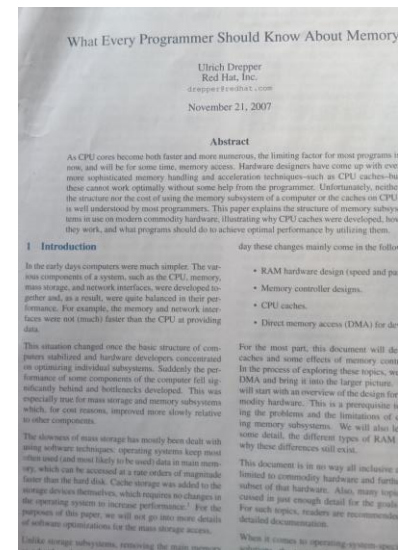 What Every Programmer Should Know About Memory
Ulrich Drepper
Red Hat, Inc.
drepper@redhat.com
November 21, 2007
Abstract
As CPU cores become both faster and more numerous, the limiting factor for most programs is
now, and will be for some time, memory access. Hardware designers have come up with ever
more sophisticated memory handling and acceleration techniques–such as CPU caches–but
these cannot work optimally without some help from the programmer. Unfortunately, neither
the structure nor the cost of using the memory subsystem of a computer or the caches on CPU
is well understood by most programmers. This paper explains the structure of memory subsys
tems in use on modern commodity hardware, illustrating why CPU caches were developed, how
they work, and what programs should do to achieve optimal performance by utilizing them.
1 Introduction
In the early days computers were much simpler. The var-
ious components of a system, such as the CPU, memory,
mass storage, and network interfaces, were developed to-
gether and, as a result, were quite balanced in their per-
formance. For example, the memory and network inter-
faces were not (much) faster than the CPU at providing
data.
This situation changed once the basic structure of com-
puters stabilized and hardware developers concentrated
on optimizing individual subsystems. Suddenly the per-
formance of some components of the computer fell sig-
nificantly behind and bottlenecks developed. This was
especially true for mass storage and memory subsystems
which, for cost reasons, improved more slowly relative
to other components.
The slowness of mass storage has mostly been dealt with
using software techniques: operating systems keep most
often used (and most likely to be used) data in main mem-
ory, which can be accessed at a rate orders of magnitude
faster than the hard disk. Cache storage was added to the
storage devices themselves, which requires no changes in
the operating system to increase performance.1 For the
purposes of this paper, we will not go into more details
of software optimizations for the mass storage access.
Unlike storage subsystems, removing the main memory
day these changes mainly come in the follow
• RAM hardware design (speed and pa
• Memory controller designs.
• CPU caches.
• Direct memory access (DMA) for de
For the most part, this document will de
caches and some effects of memory con
In the process of exploring these topics, we
DMA and bring it into the larger picture.
will start with an overview of the design for
modity hardware. This is a prerequisite t
ing the problems and the limitations of
ing memory subsystems. We will also le
some detail, the different types of RAM
why these differences still exist.
This document is in no way all inclusive
limited to commodity hardware and furthe
subset of that hardware. Also, many topic
cussed in just enough detail for the goals
For such topics, readers are recommende
detailed documentation.
When it comes to operating-system-speci